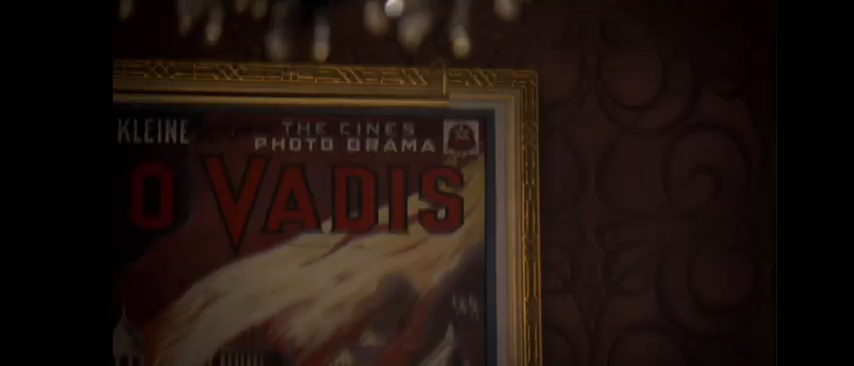 KLEINE
THE CINES
PHOTO DRAMA
O VADIS